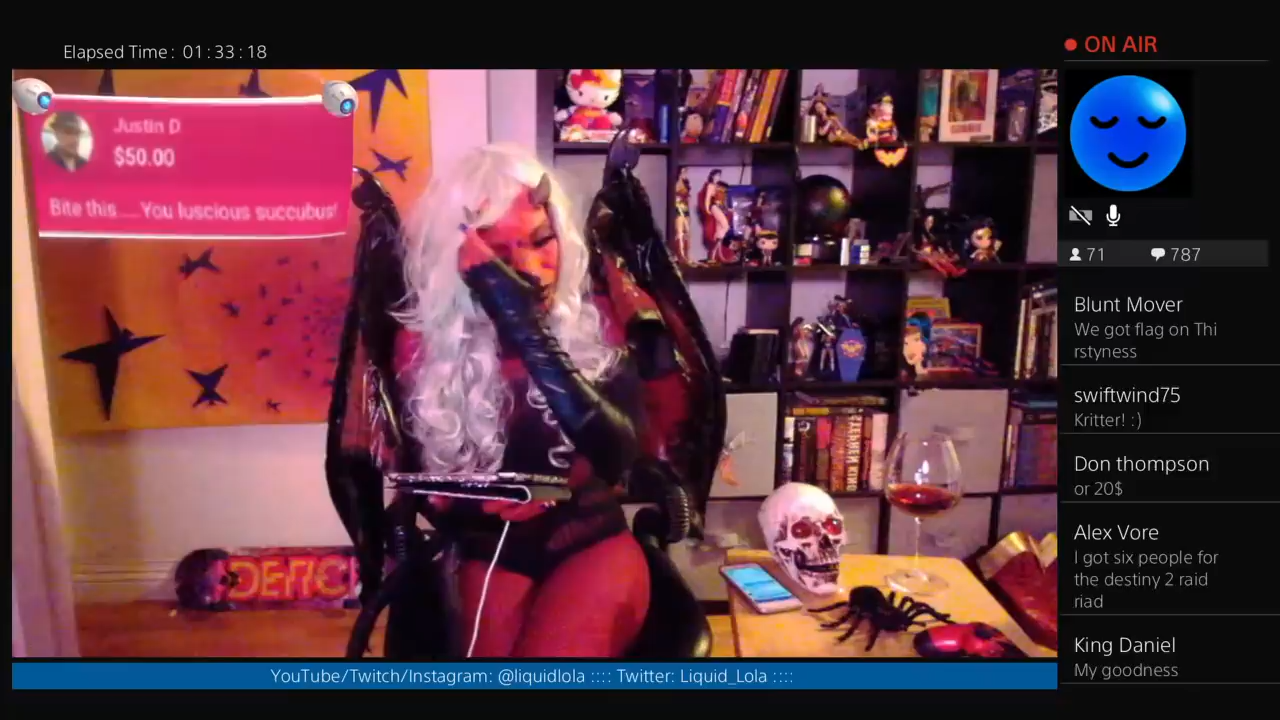 Elapsed Time: 01:33:18
ON AIR
Justin D
$50.00
Bite this.....You luscious succubus!
71 787
Blunt Mover
We got flag on Thi
rstyness
swiftwind75
Kritter! :)
Don thompson
or 20$
Alex Vore
I got six people for
the destiny 2 raid
riad
King Daniel
My goodness
YouTube/Twitch/Instagram: @liquidlola :::: Twitter: Liquid_Lola ::::